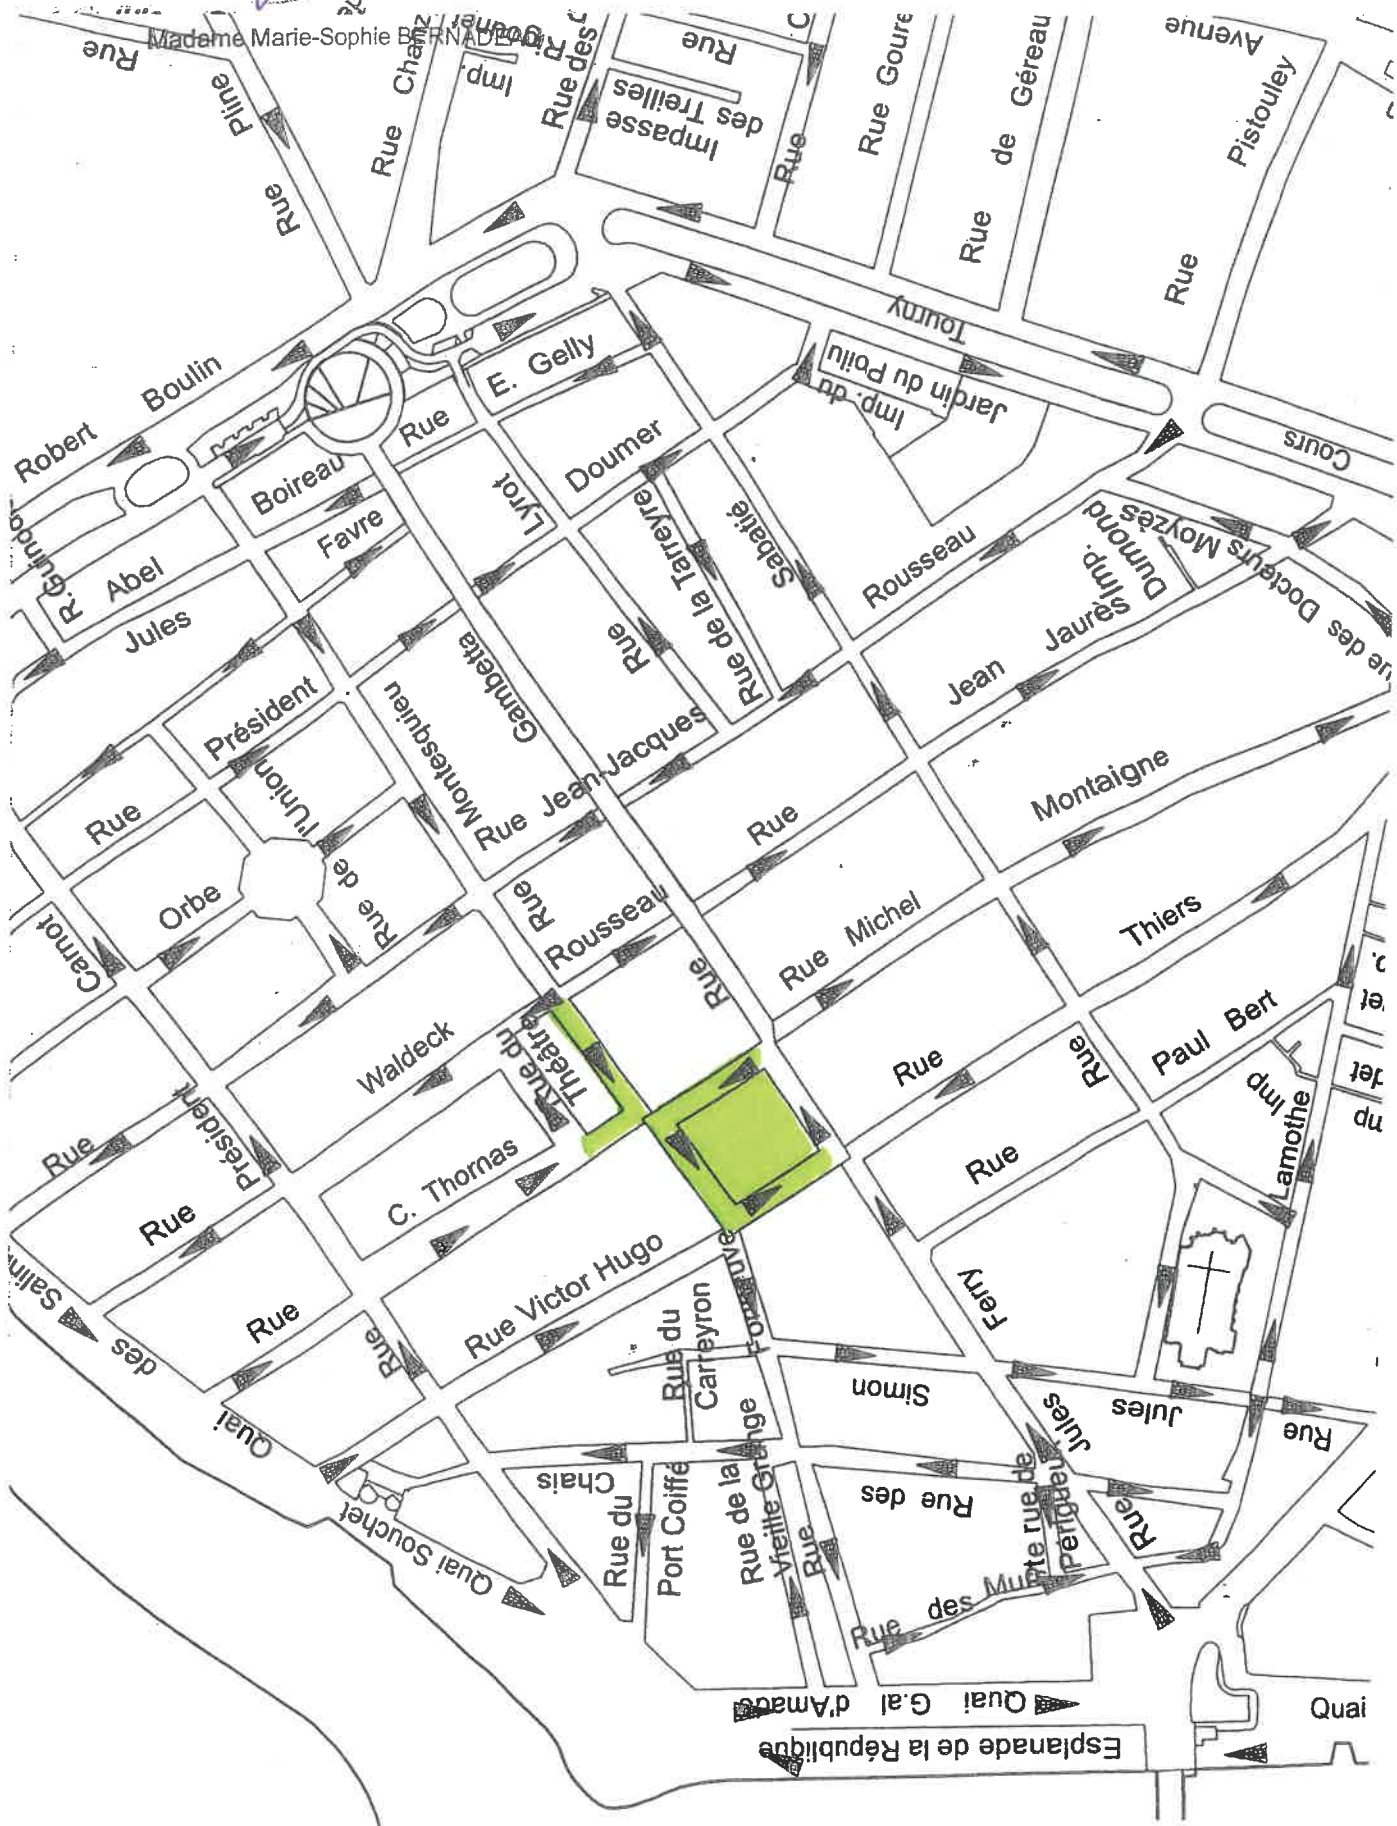 Madame Marie-Sophie
Rue
Pline
Rue
Rue
Imp.
Rue des
Rue
Impasse
des Treilles
Rue
Rue
de
Géreau
Rue
Avenue
Pistouley
Rue
Tourny
Cours
Robert
Boulin
E. Gelly
Rue
Boireau
Favre
Abel
Jules
Lyrot
Doumer
Rue de la Tarreyre
Sabatié
Imp. du
Jardin du Poilu
Rousseau
Imp.
Dumond
Jean Jaurès
Rue des Docteurs Moyzès
Président
l'Union
Rue de
Montesquieu
Gambetta
Rue
Rue Jean-Jacques
Rue
Montaigne
Rue
Orbe
Carnot
Rue
Rousseau
Rue
Rue Michel
Thiers
Waldeck
Rue du
Théâtre
Rue
Rue
Paul Bert
Imp
Lamothe
Rue
Président
C. Thomas
Rue
Rue
Rue
Rue Victor Hugo
Rue du
Carreyron
Fonneuve
Ferry
des
Quai
Rue
Simon
Jules
Jules
Rue
Chais
Rue des
Quai Souchet
Rue du
Port Coiffé
Rue de la
Vieille Grange
Rue
Pte rue de
Périgueux
Rue
Rue des Murs
Quai G.al d'Amade
Esplanade de la République
Quai